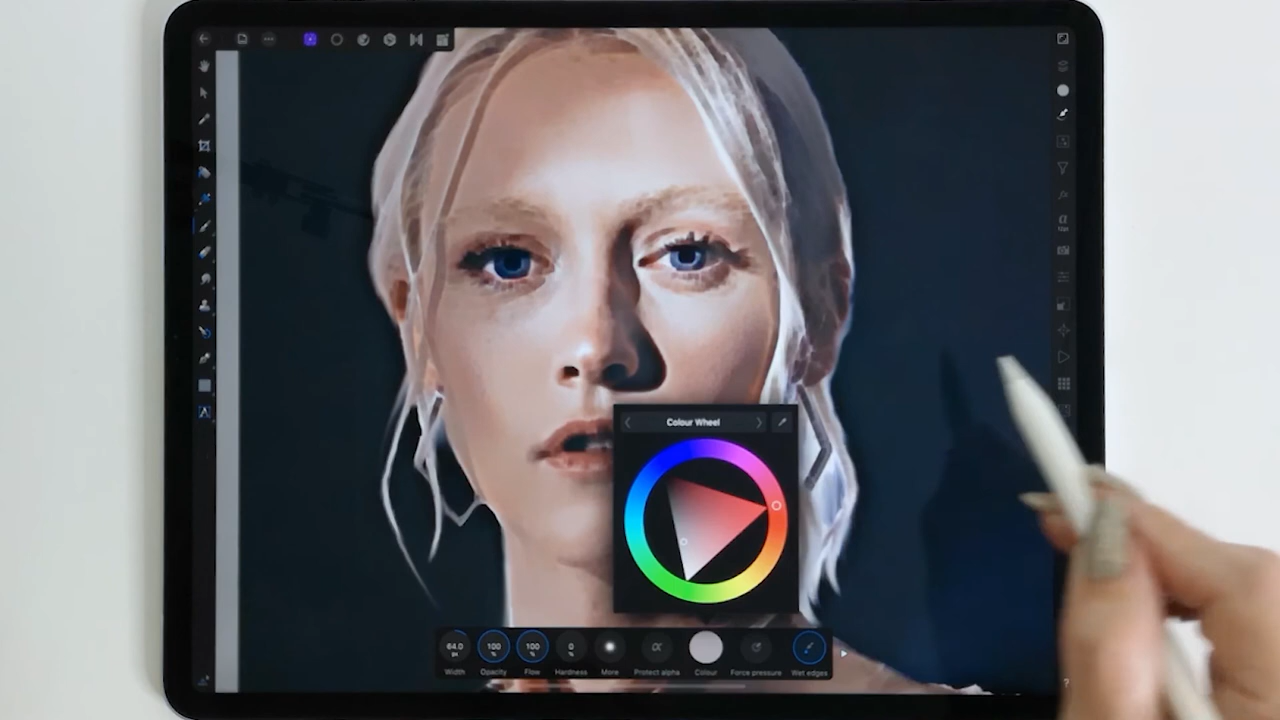 Colour Wheel
64.0
px
100
%
100
%
0
%
α
Width
Opacity
Flow
Hardness
More
Protect alpha
Colour
Force pressure
Wet edges
a
?